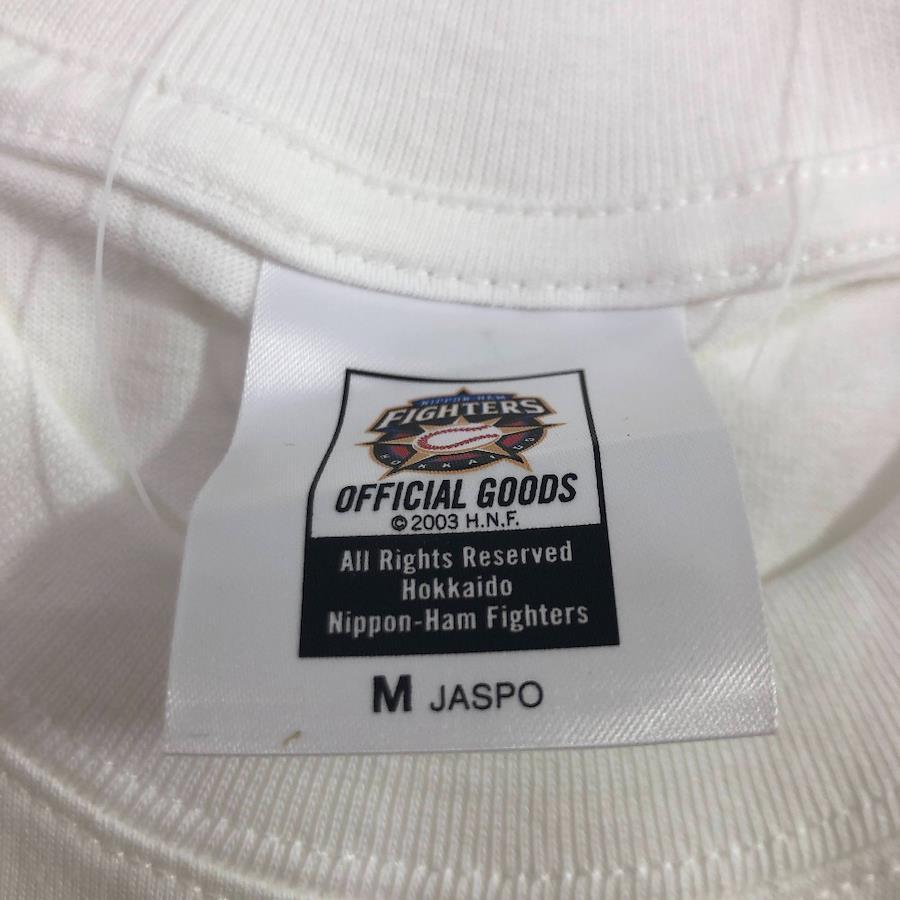 NIPPON-HAM
FIGHTERS
HOKKAIDO
OFFICIAL GOODS
© 2003 H.N.F.
All Rights Reserved
Hokkaido
Nippon-Ham Fighters
M JASPO